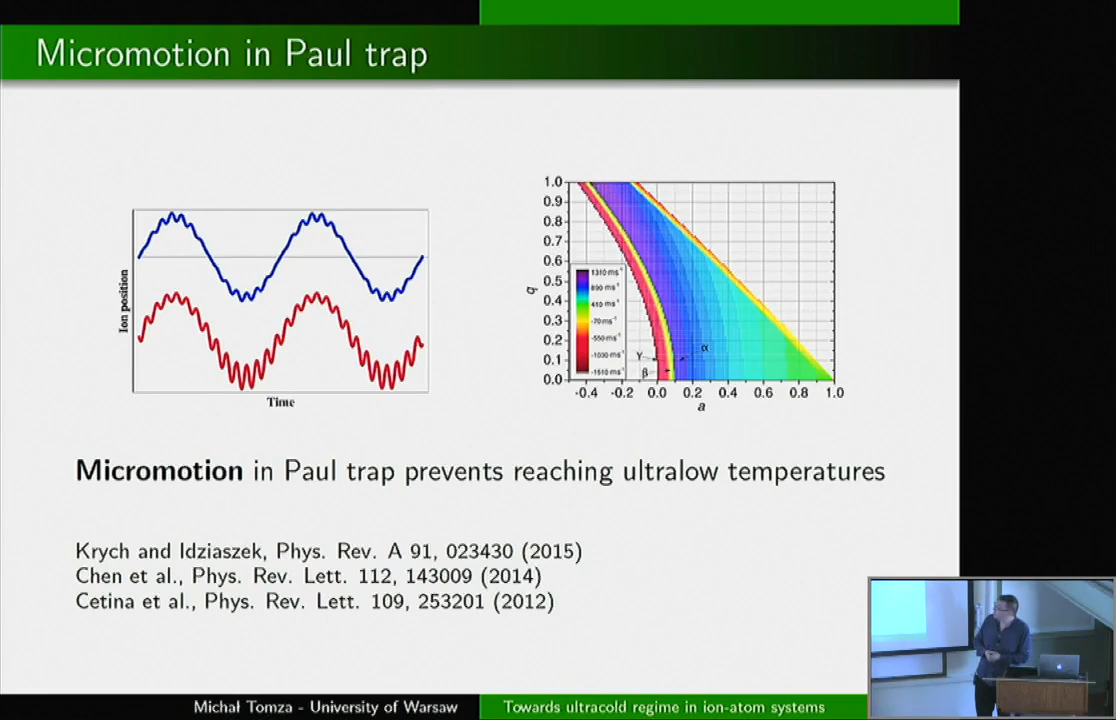 Micromotion in Paul trap
Ion position
Time
1.0
0.9
0.8
0.7
0.6
0.5
0.4
0.3
0.2
0.1
0.0
q
1310 ms⁻¹
890 ms⁻¹
410 ms⁻¹
-70 ms⁻¹
-550 ms⁻¹
-1030 ms⁻¹
-1510 ms⁻¹
γ
α
β
-0.4 -0.2 0.0 0.2 0.4 0.6 0.8 1.0
a
Micromotion in Paul trap prevents reaching ultralow temperatures
Krych and Idziaszek, Phys. Rev. A 91, 023430 (2015)
Chen et al., Phys. Rev. Lett. 112, 143009 (2014)
Cetina et al., Phys. Rev. Lett. 109, 253201 (2012)
Michał Tomza - University of Warsaw
Towards ultracold regime in ion-atom systems